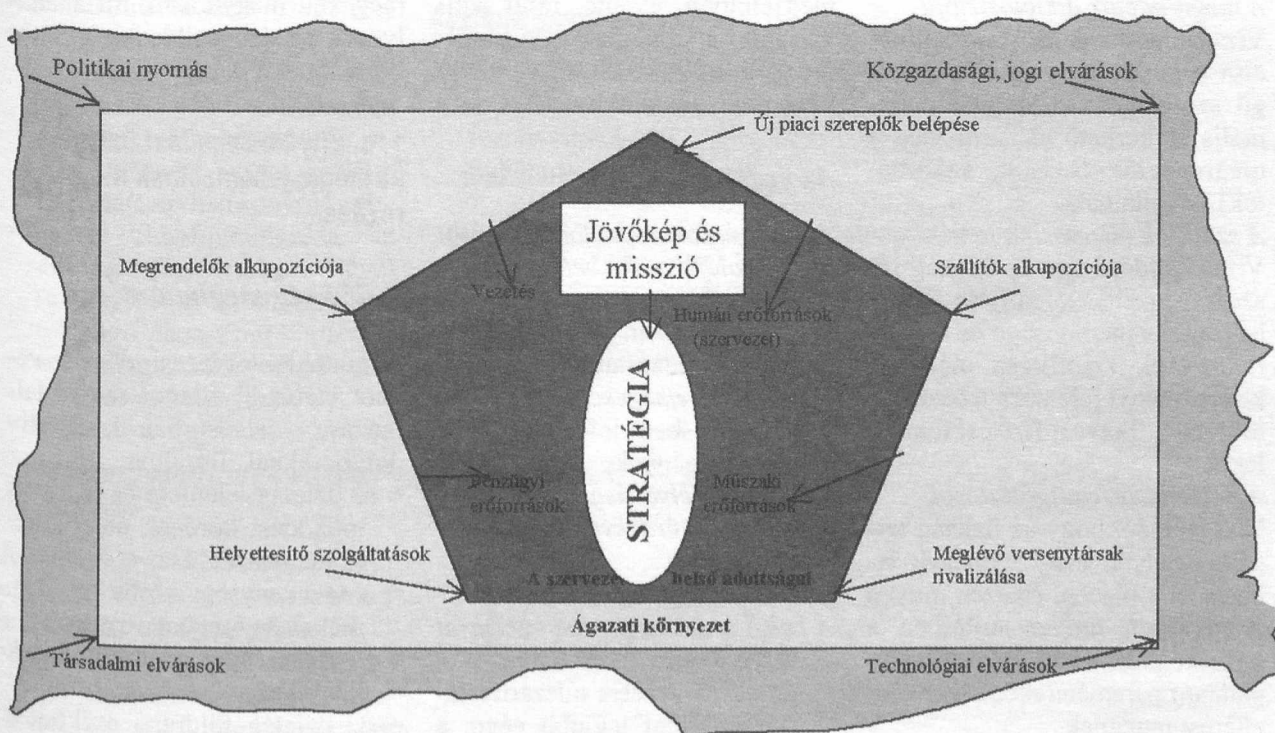 Politikai nyomás
Közgazdasági, jogi elvárások
Új piaci szereplők belépése
Jövőkép és
misszió
Megrendelők alkupozíciója
Szállítók alkupozíciója
Vezetés
Humán erőforrások
(szervezet)
STRATÉGIA
Pénzügyi
erőforrások
Műszaki
erőforrások
Helyettesítő szolgáltatások
Meglévő versenytársak
rivalizálása
A szervezet belső adottságai
Ágazati környezet
Társadalmi elvárások
Technológiai elvárások